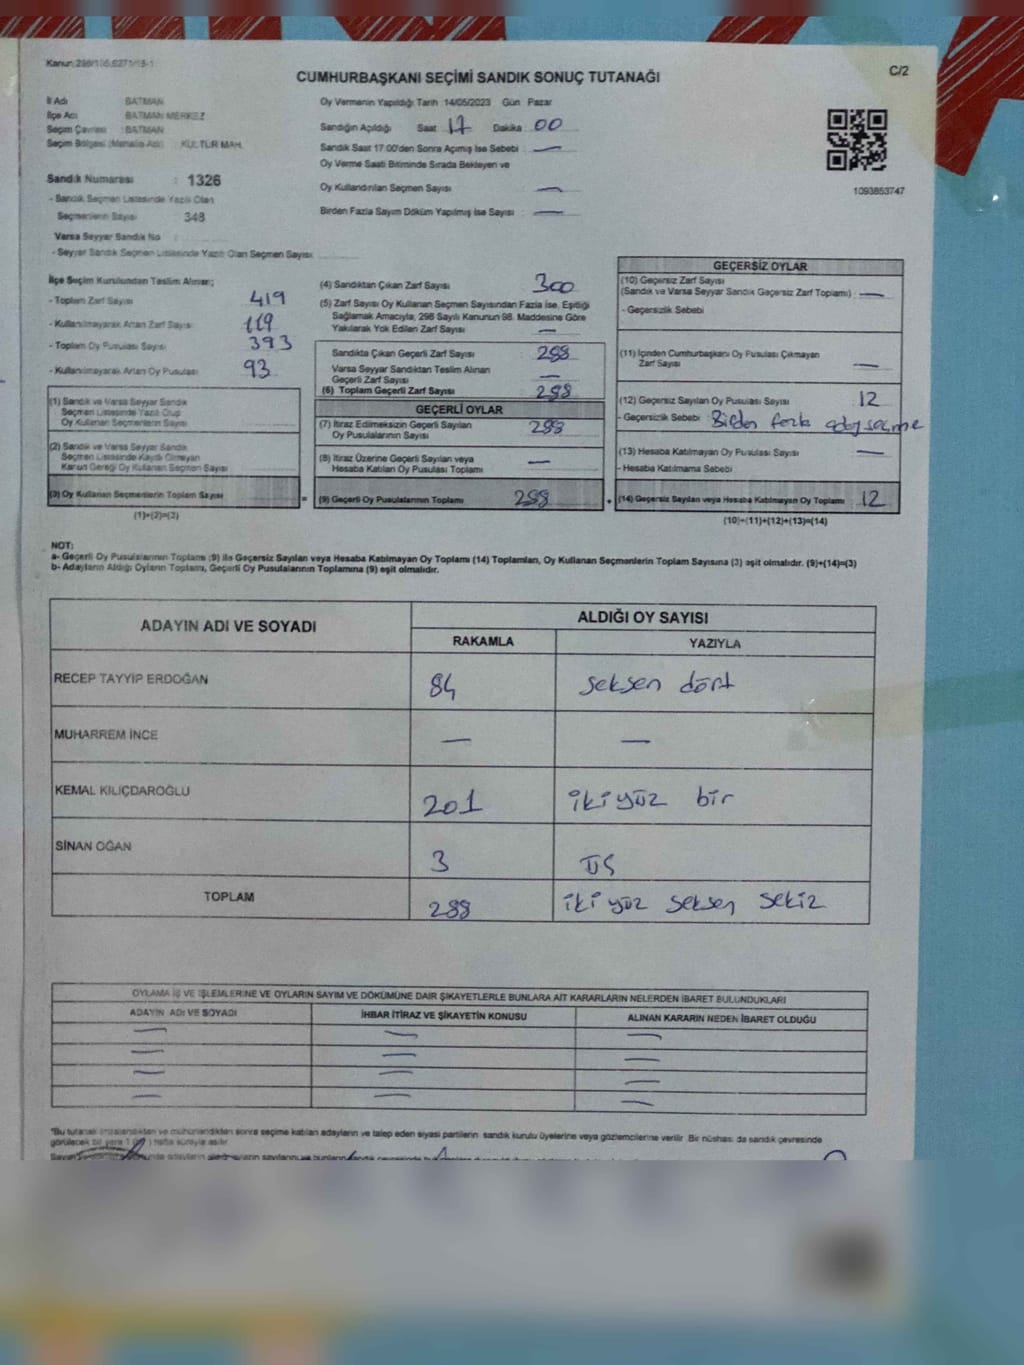 Kanun:298/105,6271/15-1
CUMHURBAŞKANI SEÇİMİ SANDIK SONUÇ TUTANAĞI
C/2
İl Adı BATMAN
İlçe Adı BATMAN MERKEZ
Seçim Çevresi :BATMAN
Seçim Bölgesi (Mahalle Adı) : KÜLTÜR MAH.
Oy Vermenin Yapıldığı Tarih 14/05/2023 Gün Pazar
Sandığın Açıldığı Saat 17 Dakika 00
Sandık Saat 17:00'den Sonra Açılmış İse Sebebi : —
Oy Verme Saati Bitiminde Sırada Bekleyen ve
Oy Kullandırılan Seçmen Sayısı —
Birden Fazla Sayım Döküm Yapılmış İse Sayısı : —
1093853747
Sandık Numarası : 1326
- Sandık Seçmen Listesinde Yazılı Olan
Seçmenlerin Sayısı 348
Varsa Seyyar Sandık No :
- Seyyar Sandık Seçmen Listesinde Yazılı Olan Seçmen Sayısı:
İlçe Seçim Kurulundan Teslim Alınan;
- Toplam Zarf Sayısı 419
- Kullanılmayarak Artan Zarf Sayısı 119
- Toplam Oy Pusulası Sayısı 393
- Kullanılmayarak Artan Oy Pusulası 93
(1) Sandık ve Varsa Seyyar Sandık
Seçmen Listesinde Yazılı Olup
Oy Kullanan Seçmenlerin Sayısı
(2) Sandık ve Varsa Seyyar Sandık
Seçmen Listesinde Kayıtlı Olmayan
Kanun Gereği Oy Kullanan Seçmen Sayısı
(3) Oy Kullanan Seçmenlerin Toplam Sayısı
(1)+(2)=(3)
(4) Sandıktan Çıkan Zarf Sayısı 300
(5) Zarf Sayısı Oy Kullanan Seçmen Sayısından Fazla İse, Eşitliği
Sağlamak Amacıyla, 298 Sayılı Kanunun 98. Maddesine Göre
Yakılarak Yok Edilen Zarf Sayısı —
Sandıkta Çıkan Geçerli Zarf Sayısı 288
Varsa Seyyar Sandıktan Teslim Alınan
Geçerli Zarf Sayısı —
(6) Toplam Geçerli Zarf Sayısı 288
GEÇERLİ OYLAR
(7) İtiraz Edilmeksizin Geçerli Sayılan
Oy Pusulalarının Sayısı 288
(8) İtiraz Üzerine Geçerli Sayılan veya
Hesaba Katılan Oy Pusulası Toplamı —
= (9) Geçerli Oy Pusulalarının Toplamı 288
GEÇERSİZ OYLAR
(10) Geçersiz Zarf Sayısı
(Sandık ve Varsa Seyyar Sandık Geçersiz Zarf Toplamı) : —
- Geçersizlik Sebebi
(11) İçinden Cumhurbaşkanı Oy Pusulası Çıkmayan
Zarf Sayısı —
(12) Geçersiz Sayılan Oy Pusulası Sayısı 12
- Geçersizlik Sebebi : Birden fazla aday seçme
(13) Hesaba Katılmayan Oy Pusulası Sayısı —
- Hesaba Katılmama Sebebi
+ (14) Geçersiz Sayılan veya Hesaba Katılmayan Oy Toplamı 12
(10)+(11)+(12)+(13)=(14)
NOT:
a- Geçerli Oy Pusulalarının Toplamı (9) ile Geçersiz Sayılan veya Hesaba Katılmayan Oy Toplamı (14) Toplamları, Oy Kullanan Seçmenlerin Toplam Sayısına (3) eşit olmalıdır. (9)+(14)=(3)
b- Adayların Aldığı Oyların Toplamı, Geçerli Oy Pusulalarının Toplamına (9) eşit olmalıdır.
ADAYIN ADI VE SOYADI
ALDIĞI OY SAYISI
RAKAMLA YAZIYLA
RECEP TAYYİP ERDOĞAN 84 seksen dört
MUHARREM İNCE — —
KEMAL KILIÇDAROĞLU 201 iki yüz bir
SİNAN OĞAN 3 üç
TOPLAM 288 iki yüz seksen sekiz
OYLAMA İŞ VE İŞLEMLERİNE VE OYLARIN SAYIM VE DÖKÜMÜNE DAİR ŞİKAYETLERLE BUNLARA AİT KARARLARIN NELERDEN İBARET BULUNDUKLARI
ADAYIN ADI VE SOYADI İHBAR İTİRAZ VE ŞİKAYETİN KONUSU ALINAN KARARIN NEDEN İBARET OLDUĞU
— — —
— — —
— — —
— — —
*Bu tutanak imzalandıktan ve mühürlendikten sonra seçime katılan adayların ve talep eden siyasi partilerin sandık kurulu üyelerine veya gözlemcilerine verilir. Bir nüshası da sandık çevresinde
görülecek bir yere 1 hafta süreyle asılır.